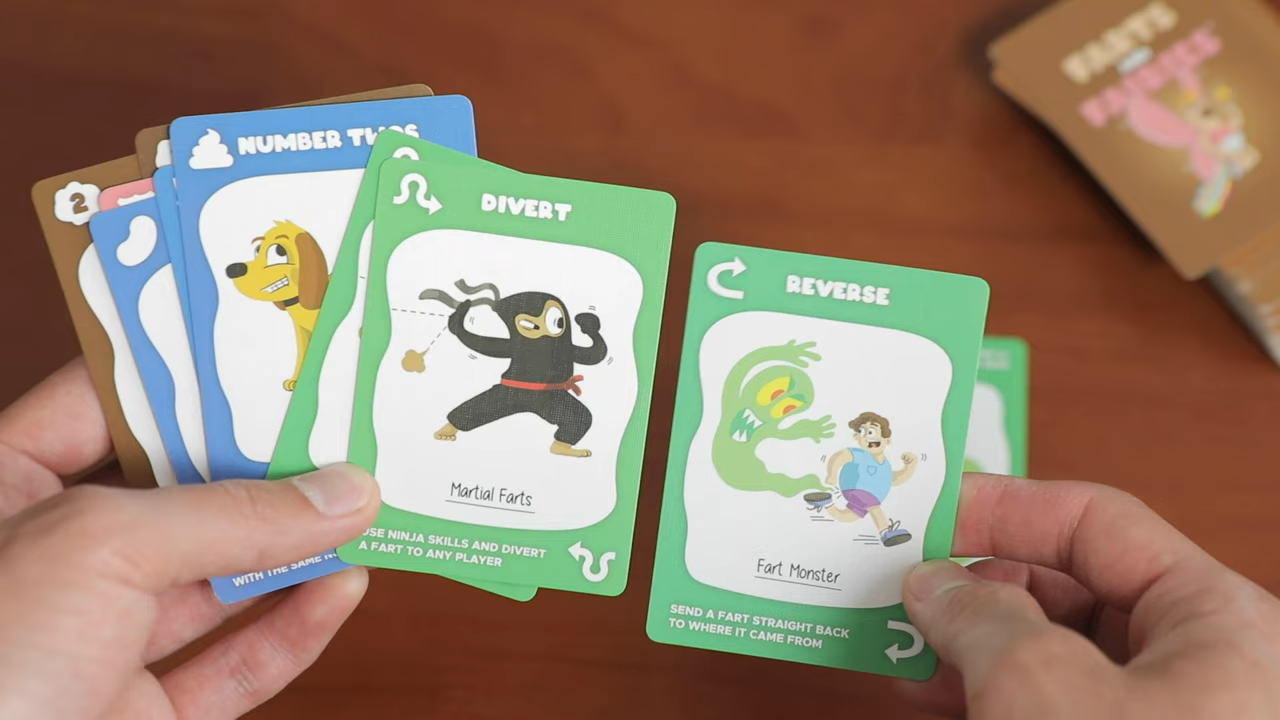 2
NUMBER TWOS
WITH THE SAME
DIVERT
Martial Farts
USE NINJA SKILLS AND DIVERT
A FART TO ANY PLAYER
REVERSE
Fart Monster
SEND A FART STRAIGHT BACK
TO WHERE IT CAME FROM
FARTS